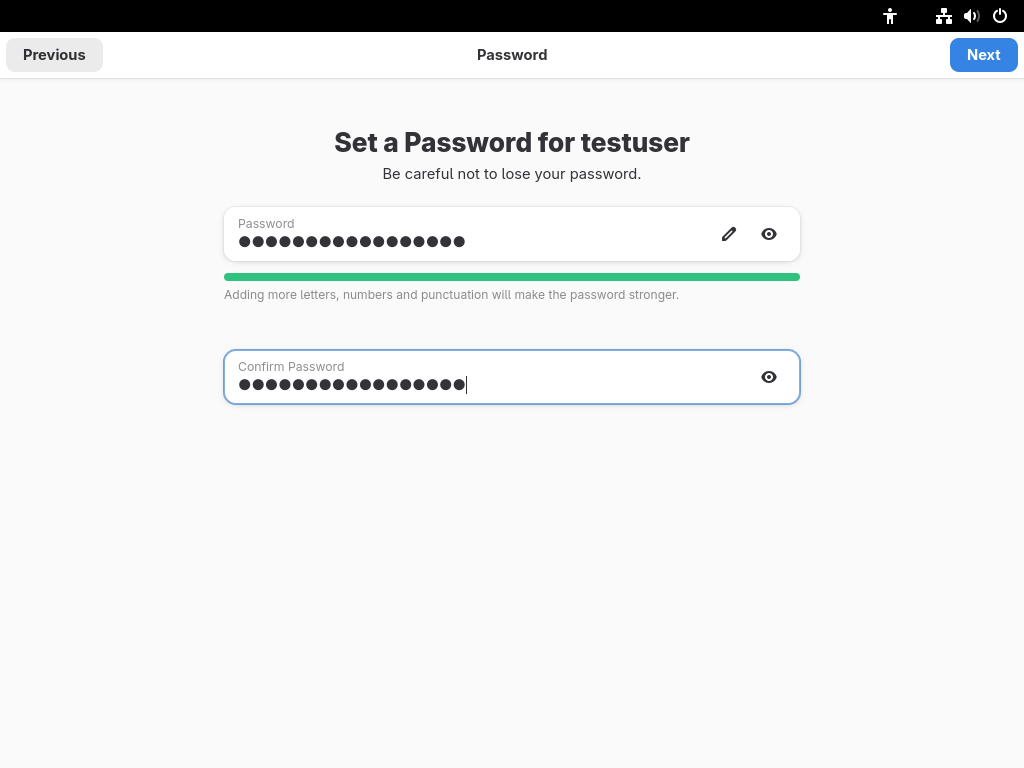 Previous
Password
Next
Set a Password for testuser
Be careful not to lose your password.
Password
●●●●●●●●●●●●●●●●●
Adding more letters, numbers and punctuation will make the password stronger.
Confirm Password
●●●●●●●●●●●●●●●●●